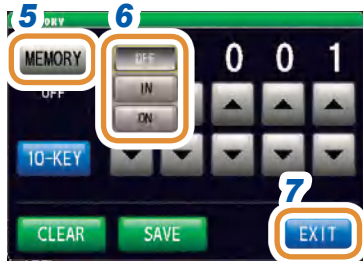 5 6
MEMORY OFF 0 0 1
OFF IN
ON
10-KEY
7
CLEAR SAVE EXIT